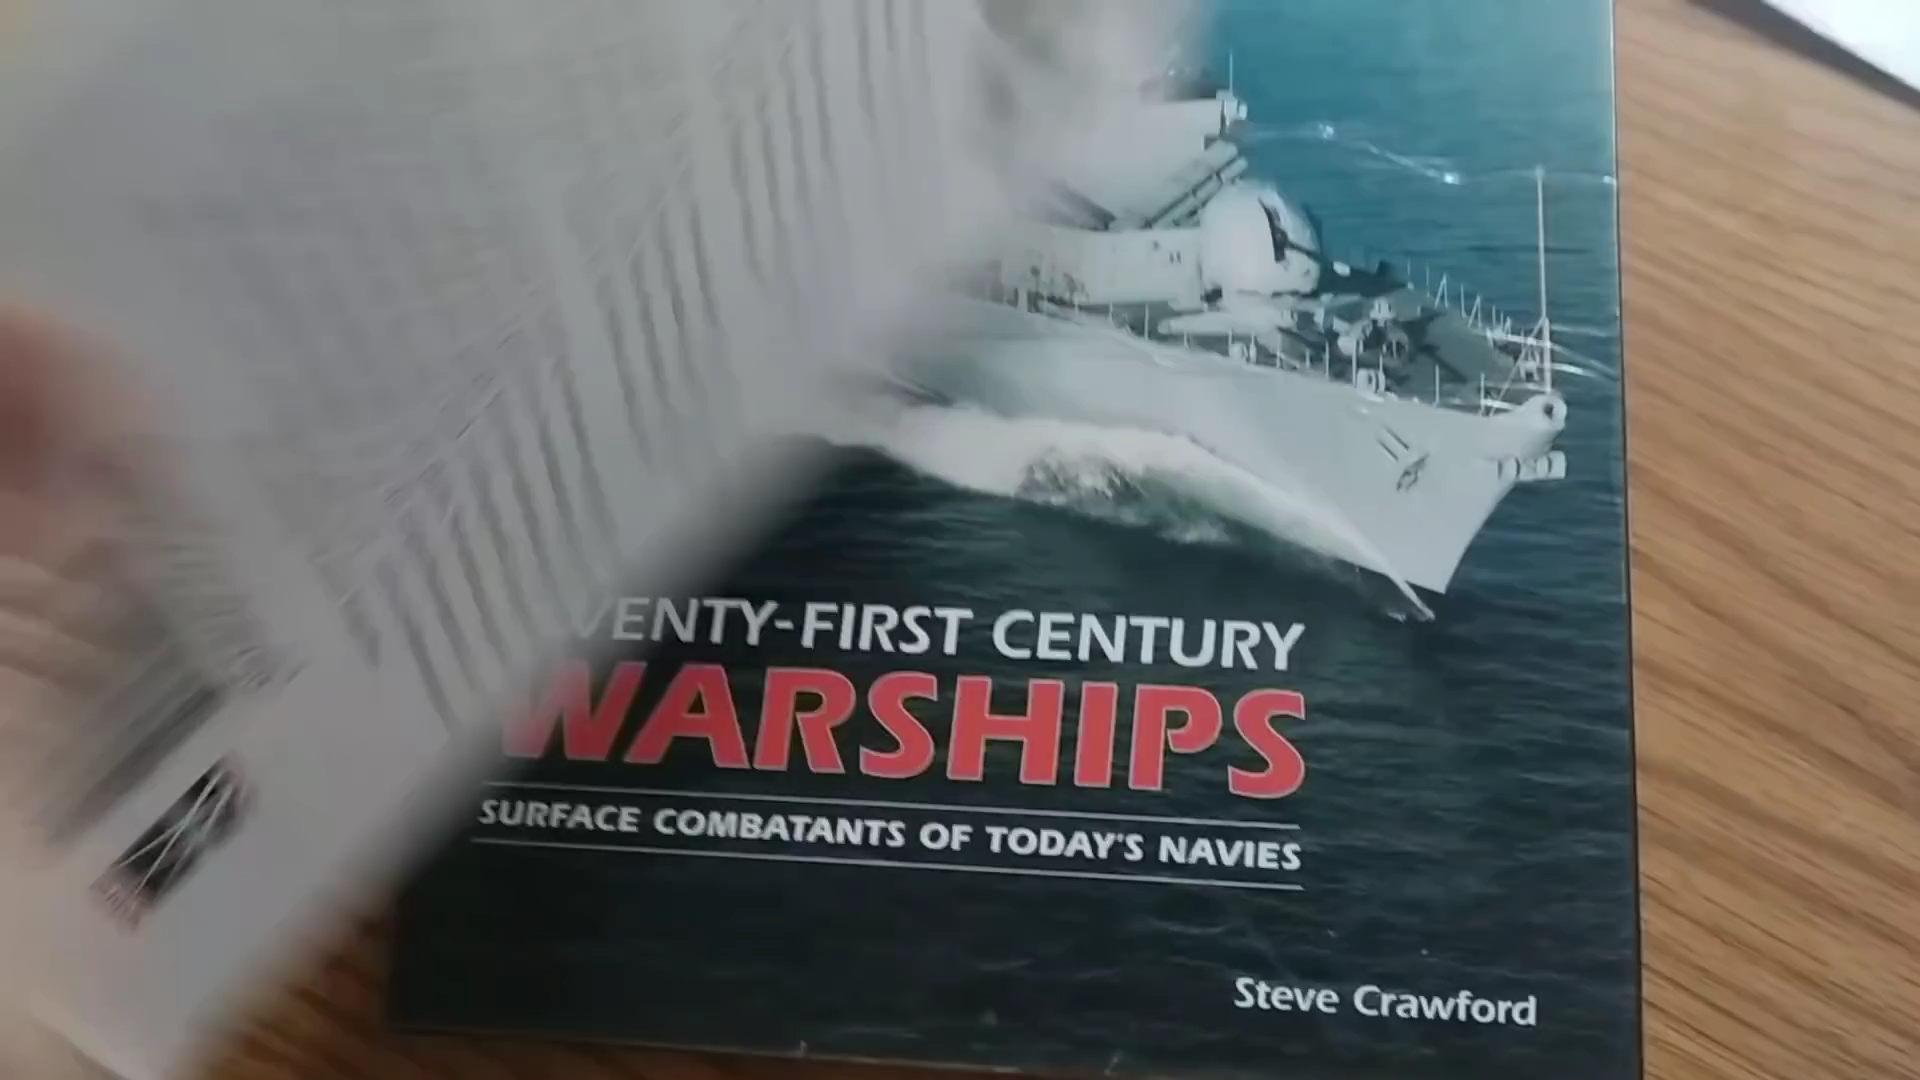 VENTY-FIRST CENTURY
WARSHIPS
SURFACE COMBATANTS OF TODAY'S NAVIES
Steve Crawford